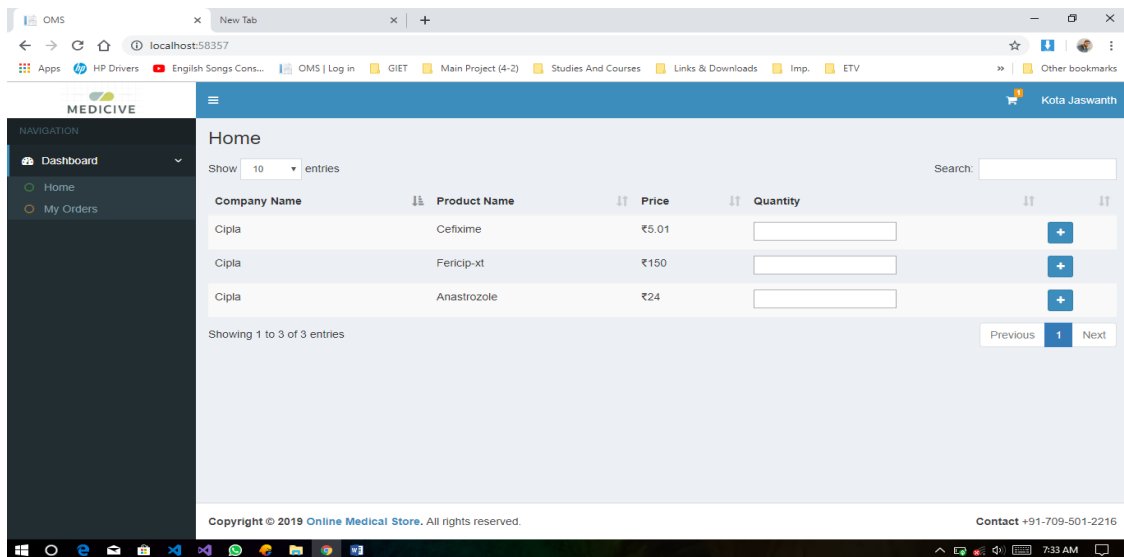 OMS New Tab
localhost:58357
Apps HP Drivers Engilsh Songs Cons... OMS | Log in GIET Main Project (4-2) Studies And Courses Links & Downloads Imp. ETV » Other bookmarks
MEDICIVE 1 Kota Jaswanth
NAVIGATION
Dashboard
Home
My Orders
Home
Show 10 entries Search:
Company Name Product Name Price Quantity
Cipla Cefixime ₹5.01
Cipla Fericip-xt ₹150
Cipla Anastrozole ₹24
Showing 1 to 3 of 3 entries Previous 1 Next
Copyright © 2019 Online Medical Store. All rights reserved. Contact +91-709-501-2216
7:33 AM